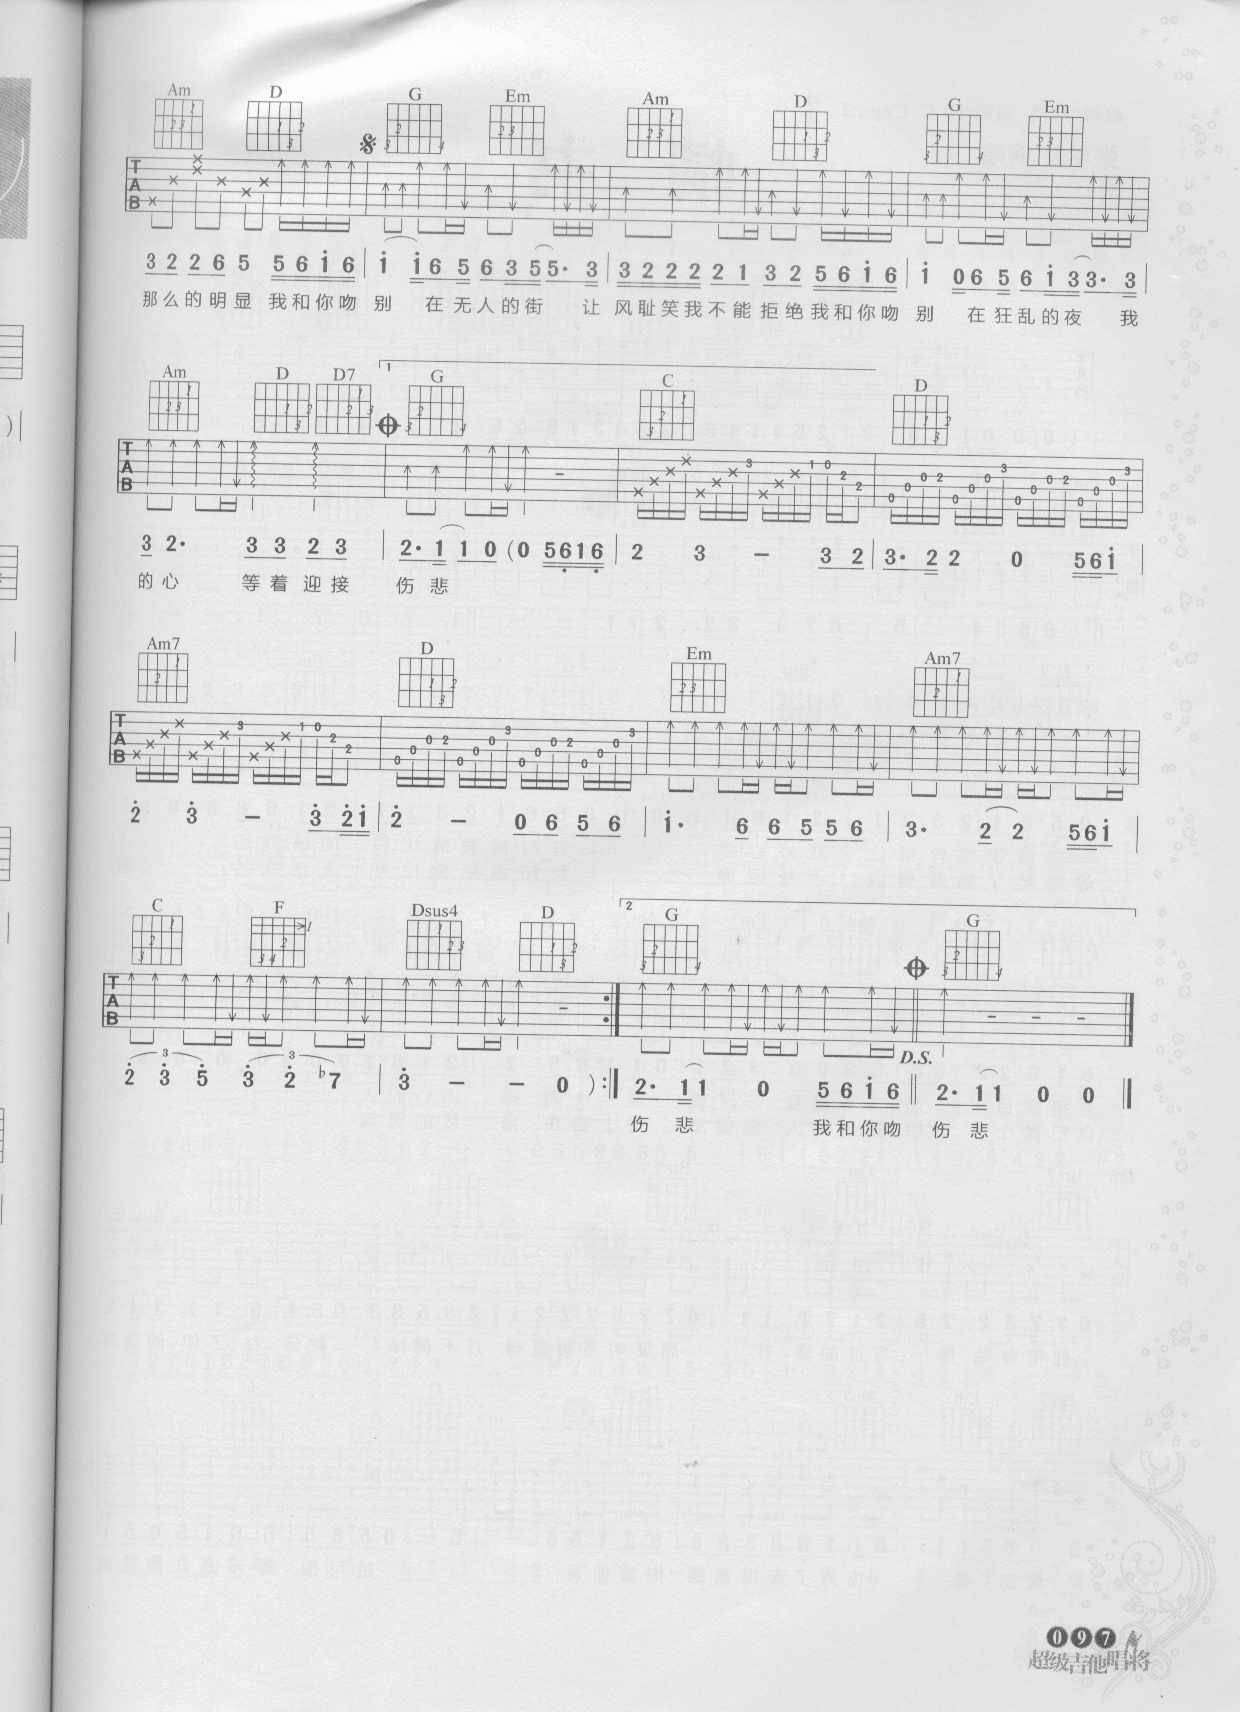 Am D G Em Am D G Em
T
A
B
3 2 2 6 5 5 6 i 6 | i i 6 5 6 3 5 5· 3 | 3 2 2 2 2 1 3 2 5 6 i 6 | i 0 6 5 6 i 3 3· 3 |
那么的明显 我和你吻 别 在无人的街 让 风耻笑我不能拒绝我和你吻 别 在狂乱的夜 我
1
Am D D7 G C D
T
A
B
3 2· 3 3 2 3 | 2· 1 1 0 (0 5 6 1 6 | 2 3 – 3 2 | 3· 2 2 0 5 6 i |
的心 等着迎接 伤悲
Am7 D Em Am7
T
A
B
2 3 – 3 2 i | 2 – 0 6 5 6 | i· 6 6 5 5 6 | 3· 2 2 5 6 i |
2
C F Dsus4 D G G
T
A
B
D.S.
3 3
2 3 5 3 2 ♭7 | 3 – – 0 ) :| 2· 1 1 0 5 6 i 6 || 2· 1 1 0 0 ||
伤悲 我和你吻 伤悲
097
超级吉他唱将